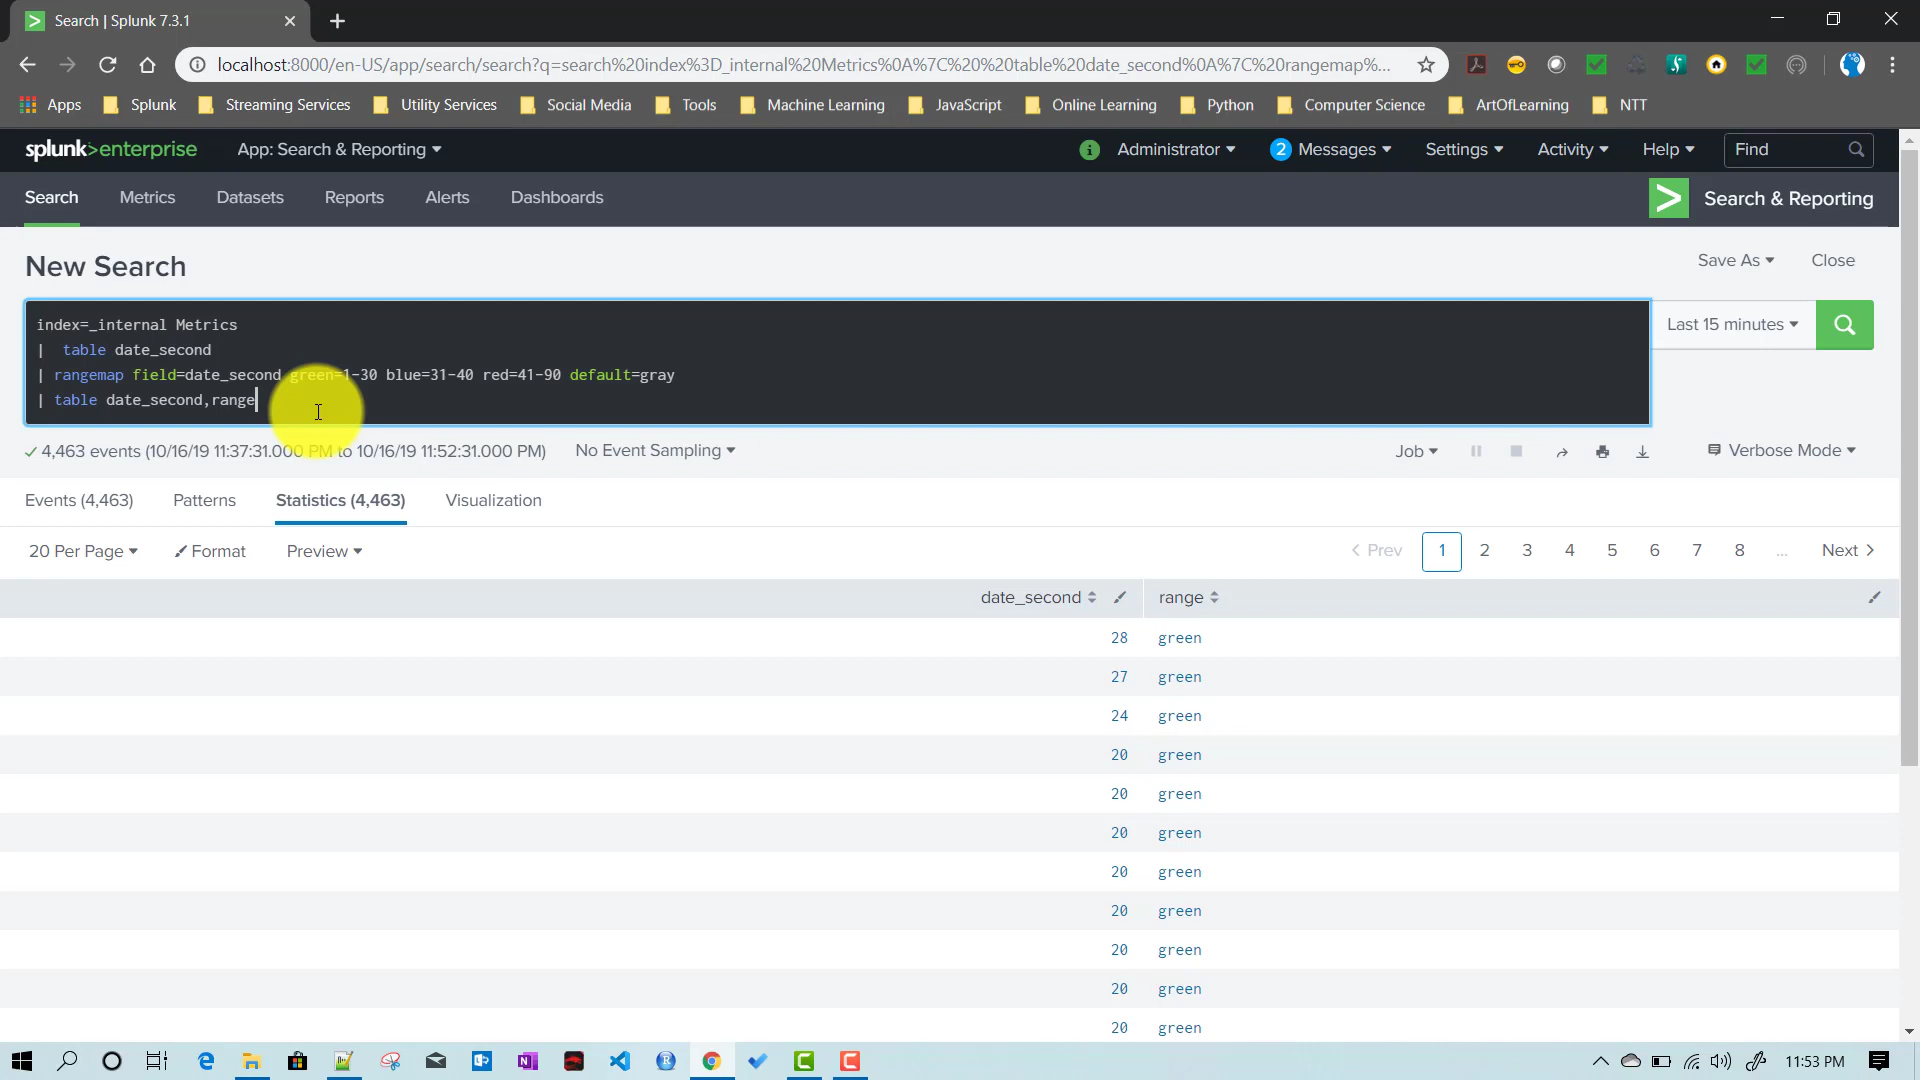 Search | Splunk 7.3.1
localhost:8000/en-US/app/search/search?q=search%20index%3D_internal%20Metrics%0A%7C%20%20table%20date_second%0A%7C%20rangemap%...
Apps Splunk Streaming Services Utility Services Social Media Tools Machine Learning JavaScript Online Learning Python Computer Science ArtOfLearning NTT
splunk>enterprise App: Search & Reporting i Administrator 2 Messages Settings Activity Help Find
Search Metrics Datasets Reports Alerts Dashboards > Search & Reporting
New Search Save As Close
index=_internal Metrics Last 15 minutes
|  table date_second
| rangemap field=date_second green=1-30 blue=31-40 red=41-90 default=gray
| table date_second,range
4,463 events (10/16/19 11:37:31.000 PM to 10/16/19 11:52:31.000 PM) No Event Sampling Job Verbose Mode
Events (4,463) Patterns Statistics (4,463) Visualization
20 Per Page Format Preview < Prev 1 2 3 4 5 6 7 8 ... Next >
date_second range
28 green
27 green
24 green
20 green
20 green
20 green
20 green
20 green
20 green
20 green
20 green
11:53 PM